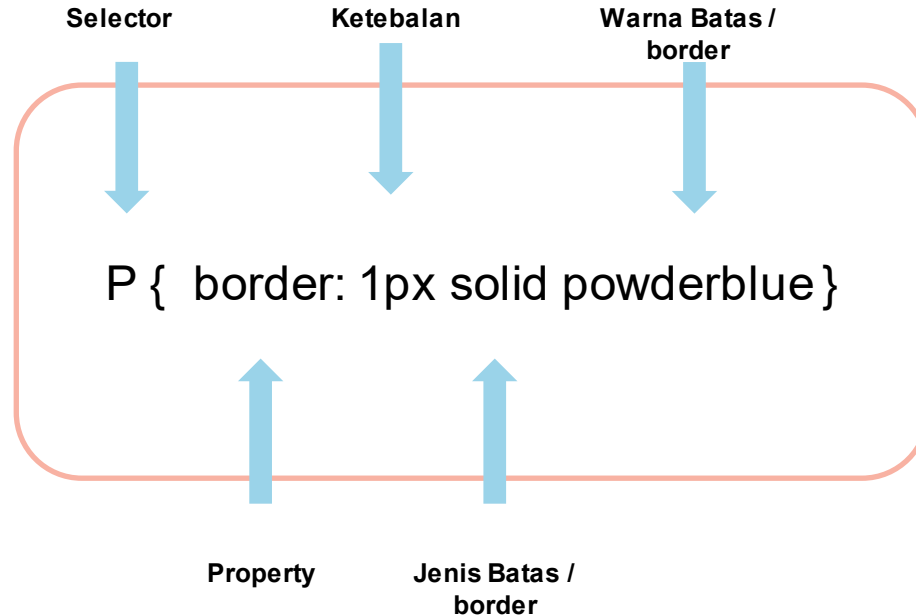 Selector
Ketebalan
Warna Batas /
border
P { border: 1px solid powderblue }
Property
Jenis Batas /
border